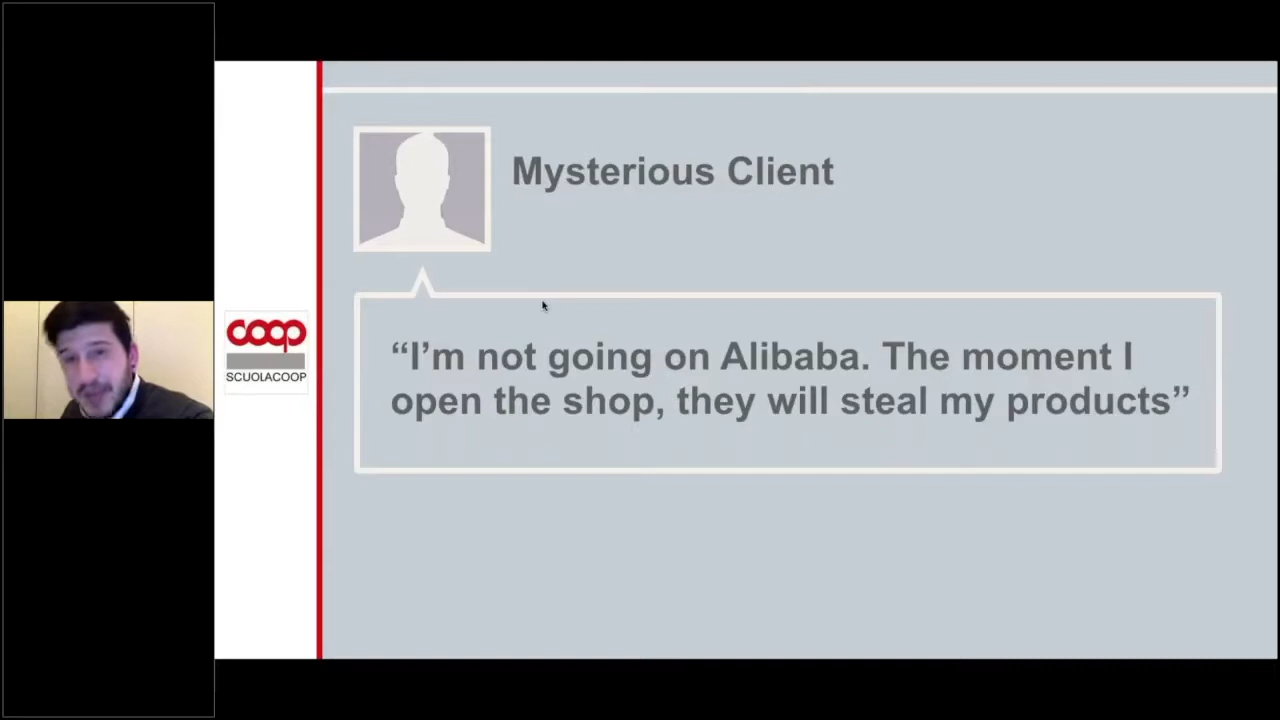 coop
SCUOLACOOP
Mysterious Client
“I’m not going on Alibaba. The moment I
open the shop, they will steal my products”